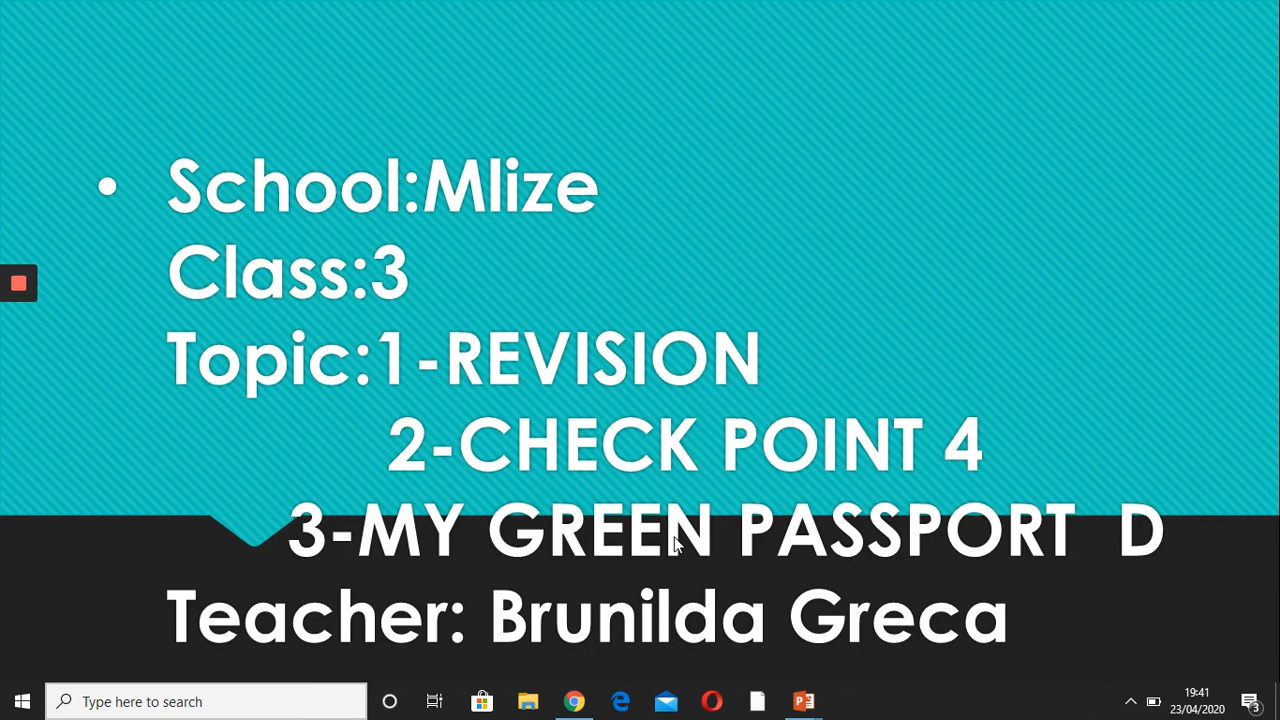 • School:Mlize
Class:3
Topic:1-REVISION
2-CHECK POINT 4
3-MY GREEN PASSPORT D
Teacher: Brunilda Greca
Type here to search
19:41
23/04/2020
3